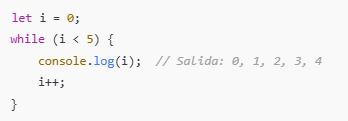 let i = 0;
while (i < 5) {
    console.log(i);  // Salida: 0, 1, 2, 3, 4
    i++;
}